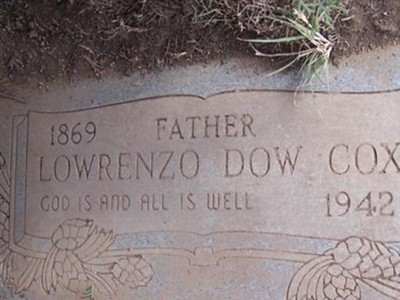 1869 FATHER
LOWRENZO DOW COX
GOD IS AND ALL IS WELL 1942